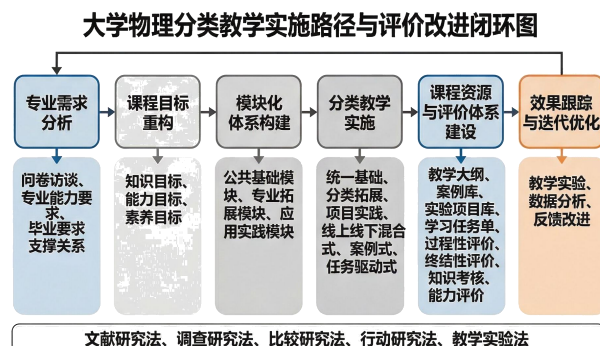 大学物理分类教学实施路径与评价改进闭环图
专业需求
分析
课程目标
重构
模块化
体系构建
分类教学
实施
课程资源
与评价体系
建设
效果跟踪
与迭代优化
问卷访谈、
专业能力要
求、
毕业要求
支撑关系
知识目标、
能力目标、
素养目标
公共基础模
块、专业拓
展模块、应
用实践模块
统一基础、
分类拓展、
项目实践、
线上线下混合
式、案例式、
任务驱动式
教学大纲、
案例库、
实验项目库、
学习任务单、
过程性评价、
终结性评价、
知识考核、
能力评价
教学实验、
数据分析、
反馈改进
文献研究法、调查研究法、比较研究法、行动研究法、教学实验法